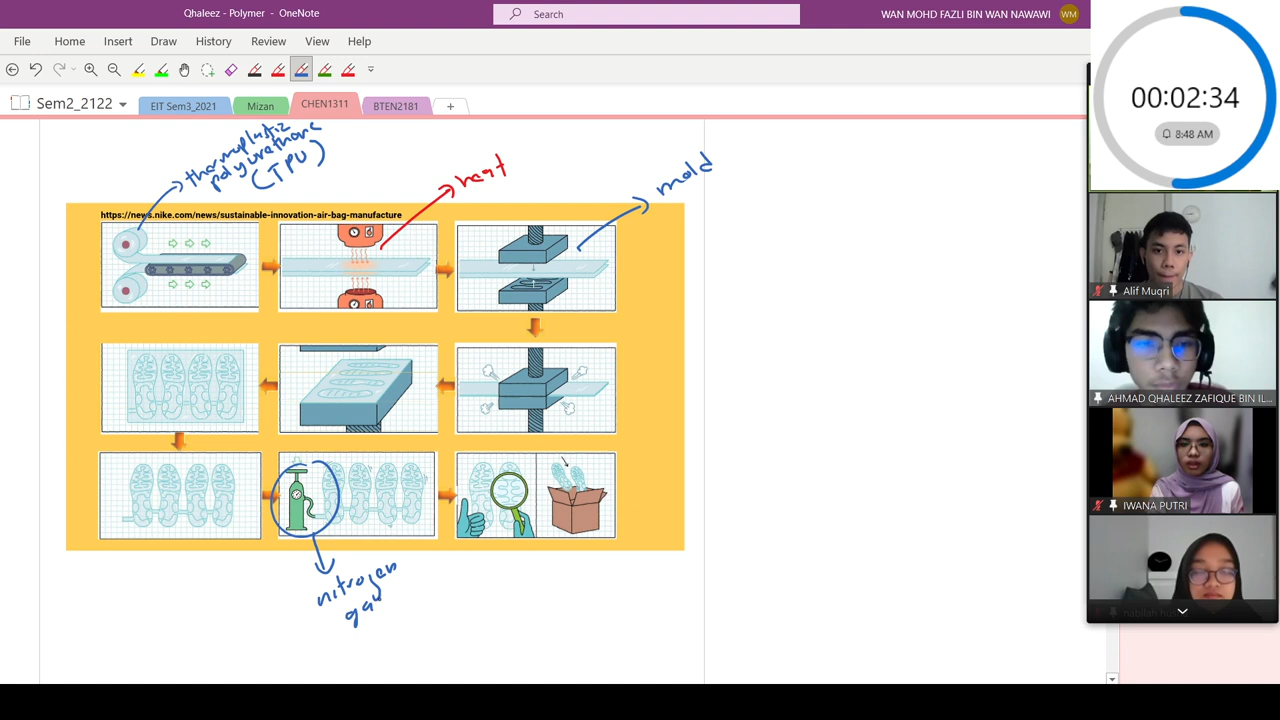 Qhaleez - Polymer - OneNote
Search
WAN MOHD FAZLI BIN WAN NAWAWI
WM
File Home Insert Draw History Review View Help
Sem2_2122
EIT Sem3_2021
Mizan
CHEN1311
BTEN2181
00:02:34
8:48 AM
thermoplastic
polyurethane
(TPU)
heat
mold
https://news.nike.com/news/sustainable-innovation-air-bag-manufacture
nitrogen
gas
Alif Muqri
AHMAD QHALEEZ ZAFIQUE BIN IL...
IWANA PUTRI